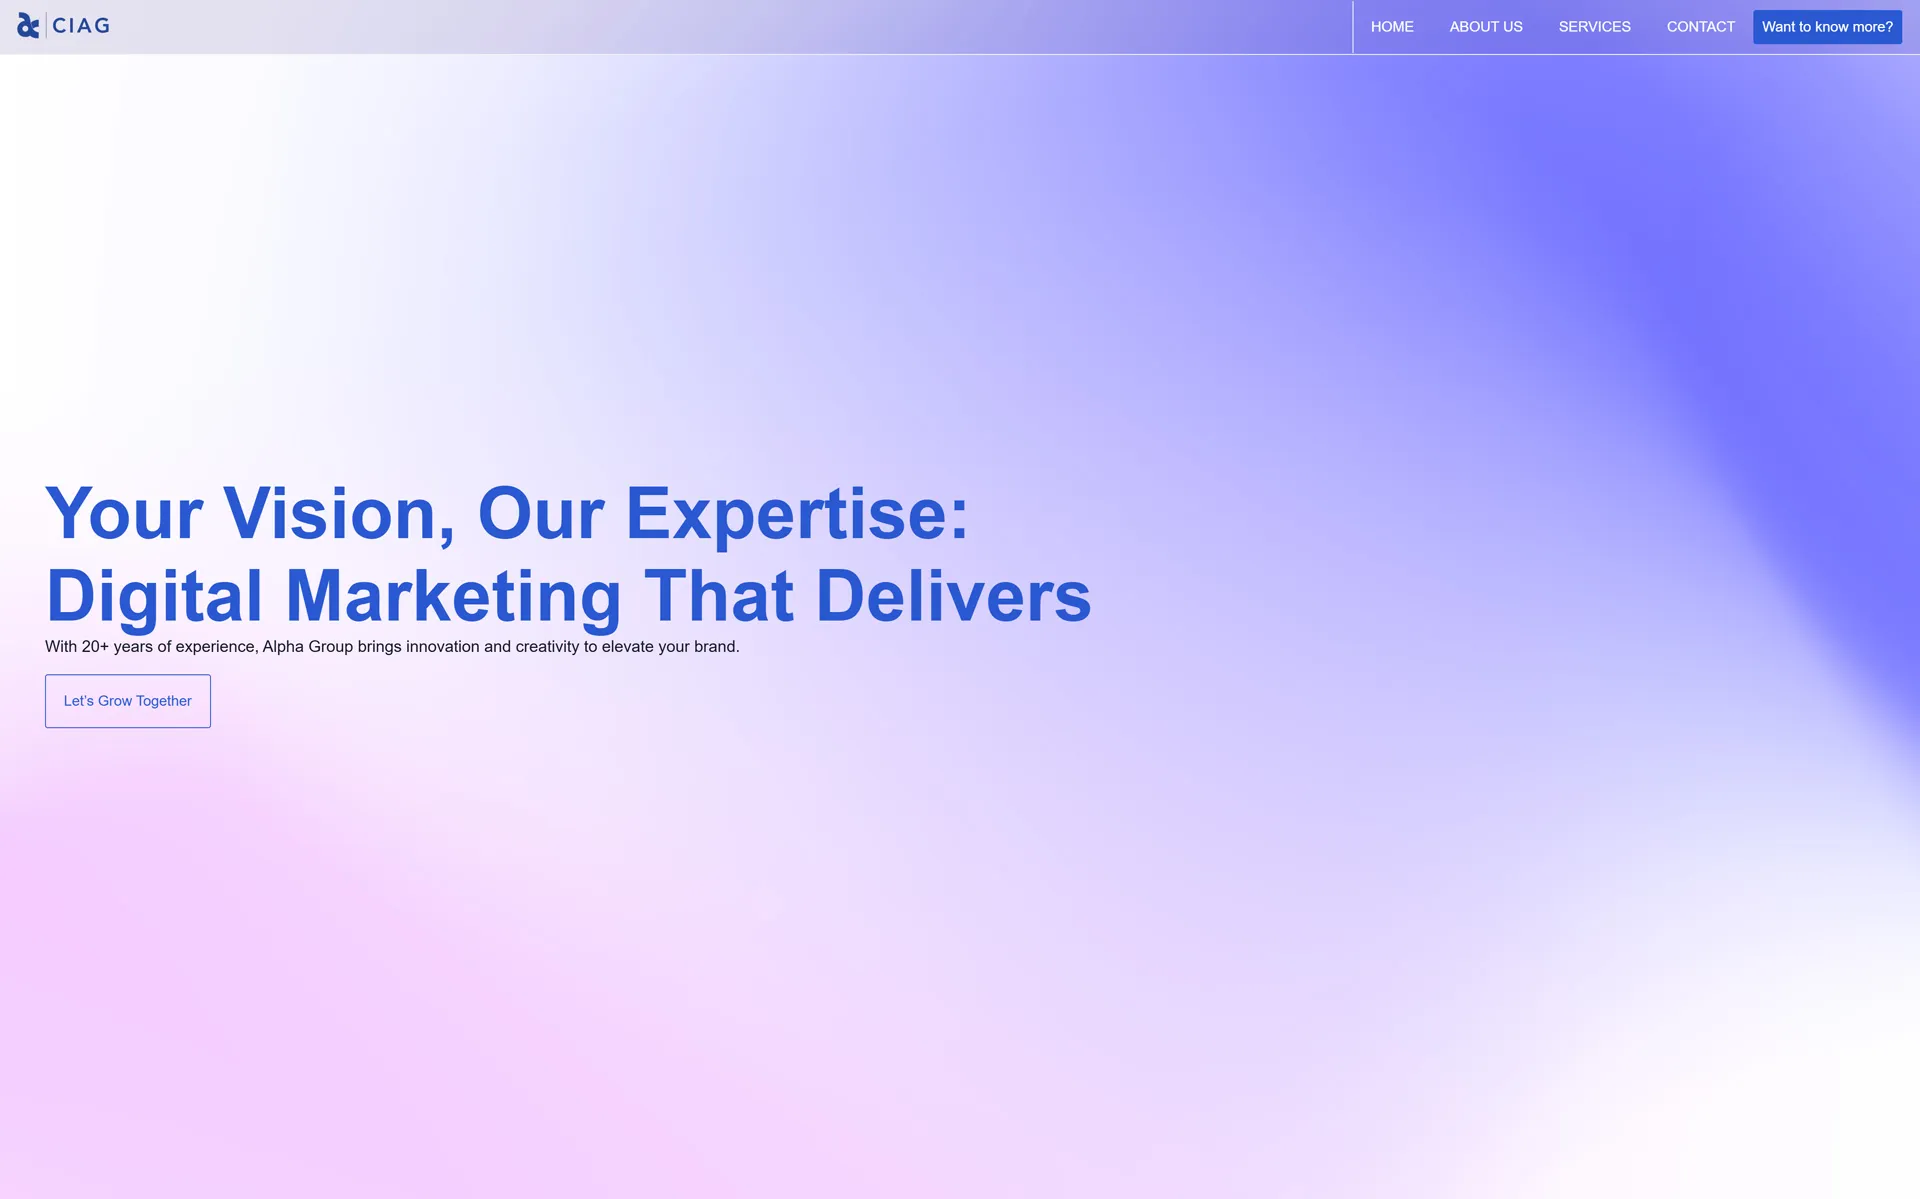 CIAG
HOME
ABOUT US
SERVICES
CONTACT
Want to know more?
Your Vision, Our Expertise:
Digital Marketing That Delivers
With 20+ years of experience, Alpha Group brings innovation and creativity to elevate your brand.
Let's Grow Together